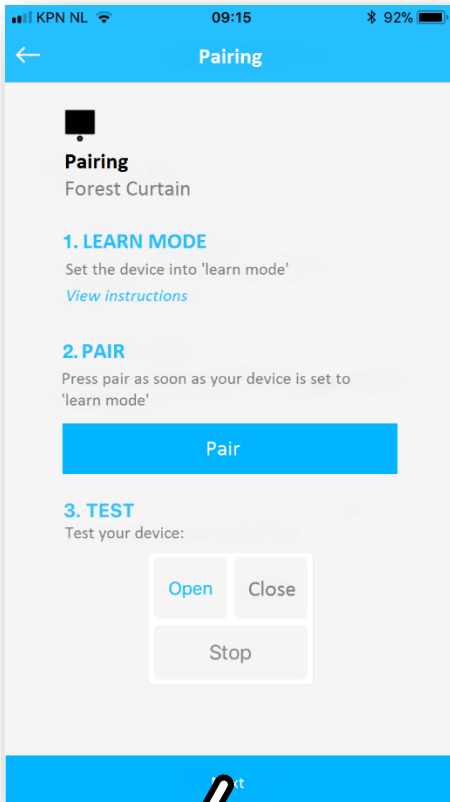 KPN NL 09:15 92%
Pairing
Pairing
Forest Curtain
1. LEARN MODE
Set the device into 'learn mode'
View instructions
2. PAIR
Press pair as soon as your device is set to
'learn mode'
Pair
3. TEST
Test your device:
Open Close
Stop